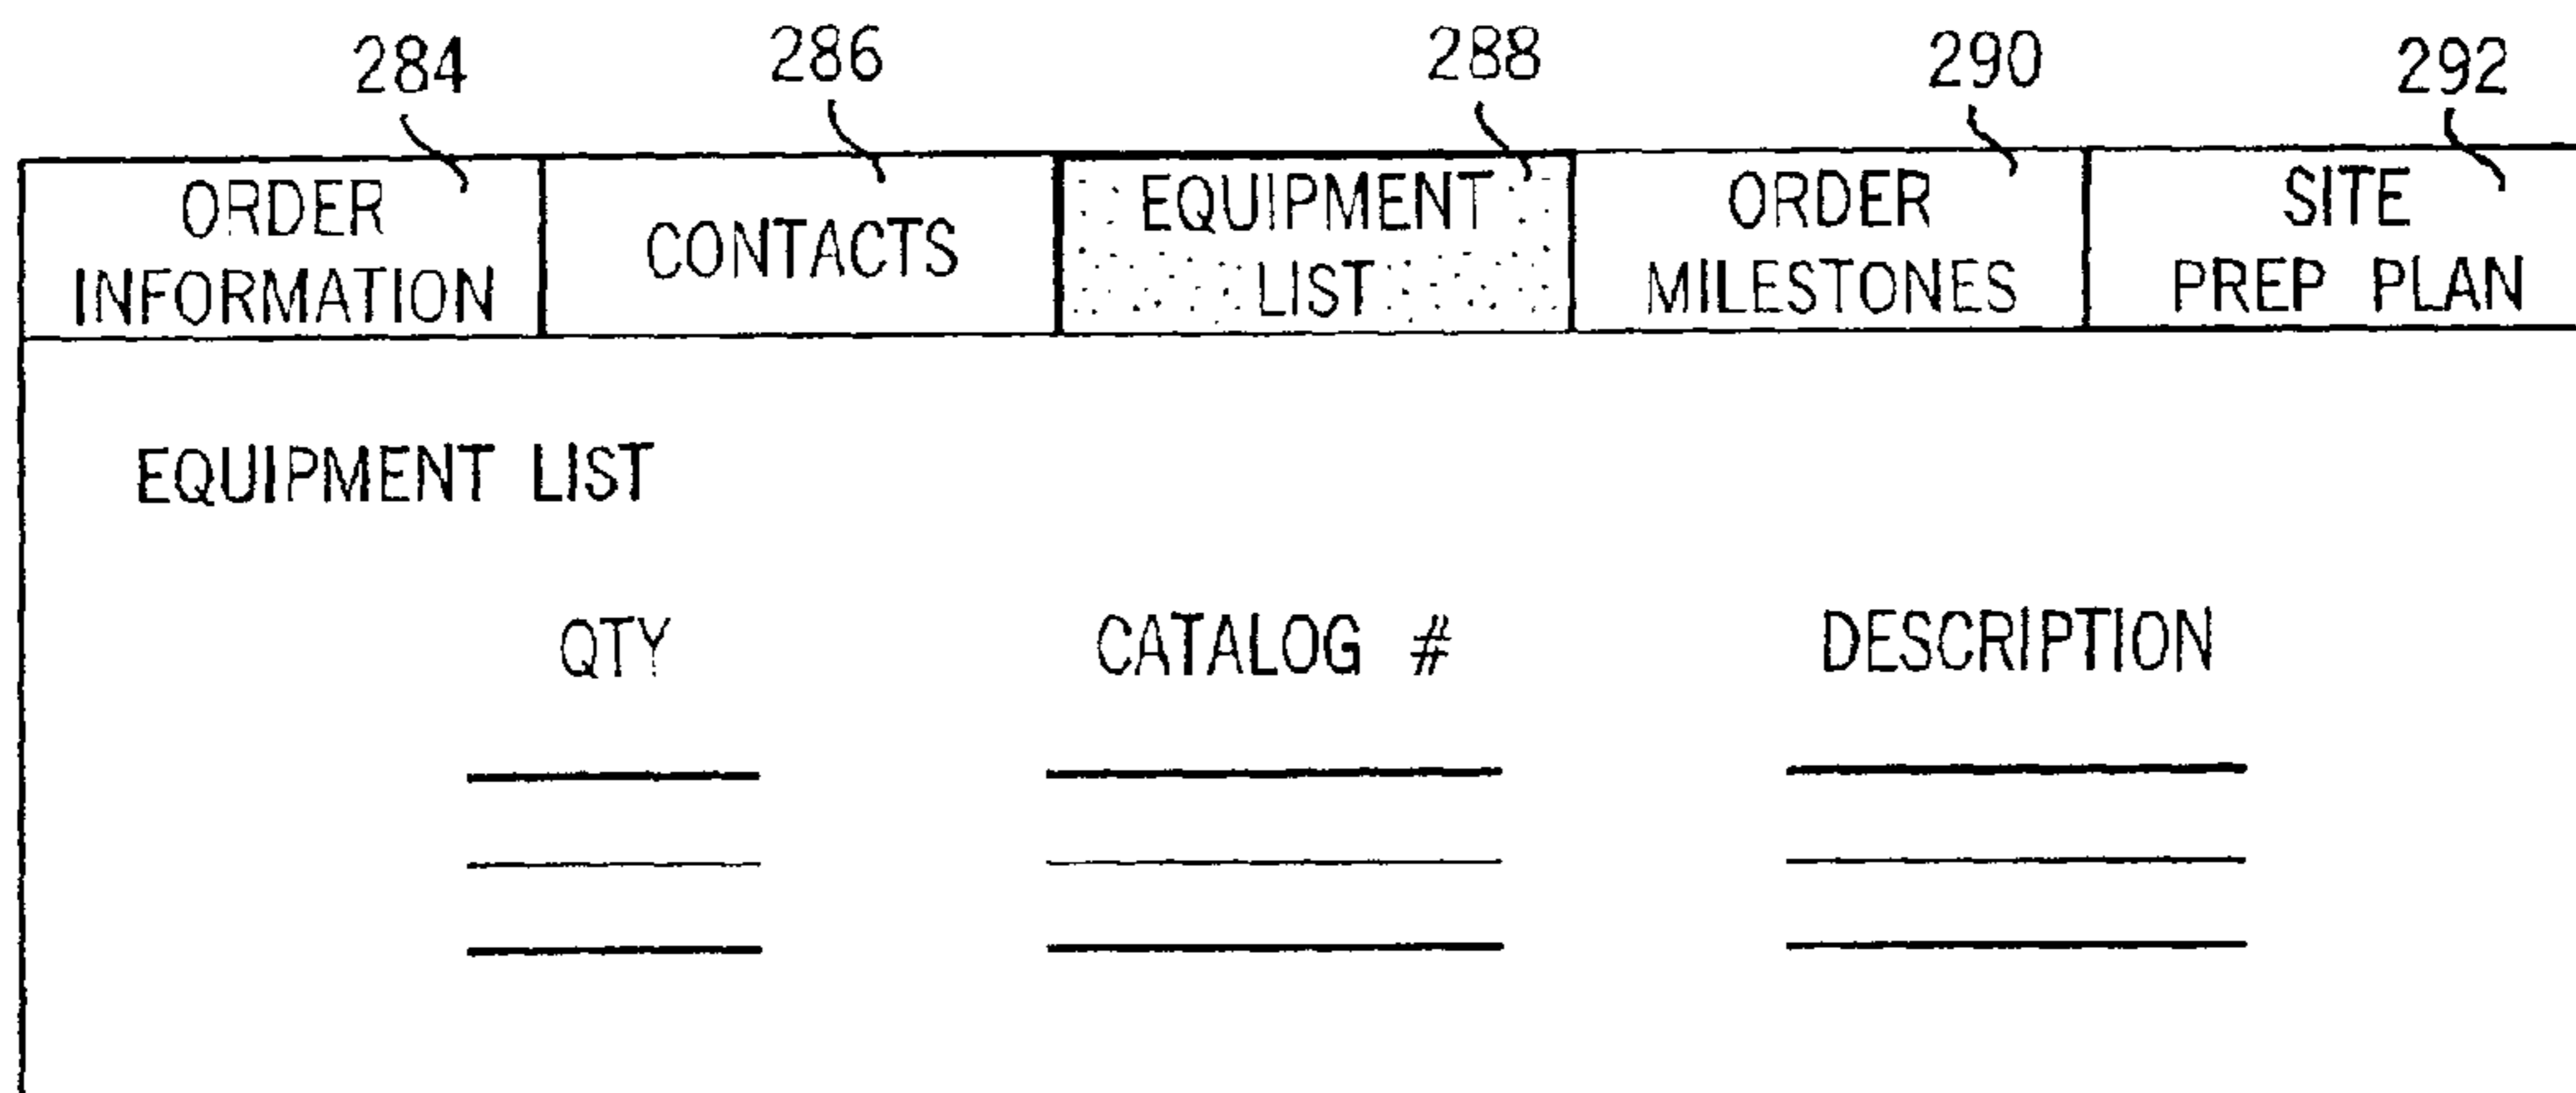 284 286 288 290 292
ORDER INFORMATION CONTACTS EQUIPMENT LIST ORDER MILESTONES SITE PREP PLAN
EQUIPMENT LIST
QTY CATALOG # DESCRIPTION